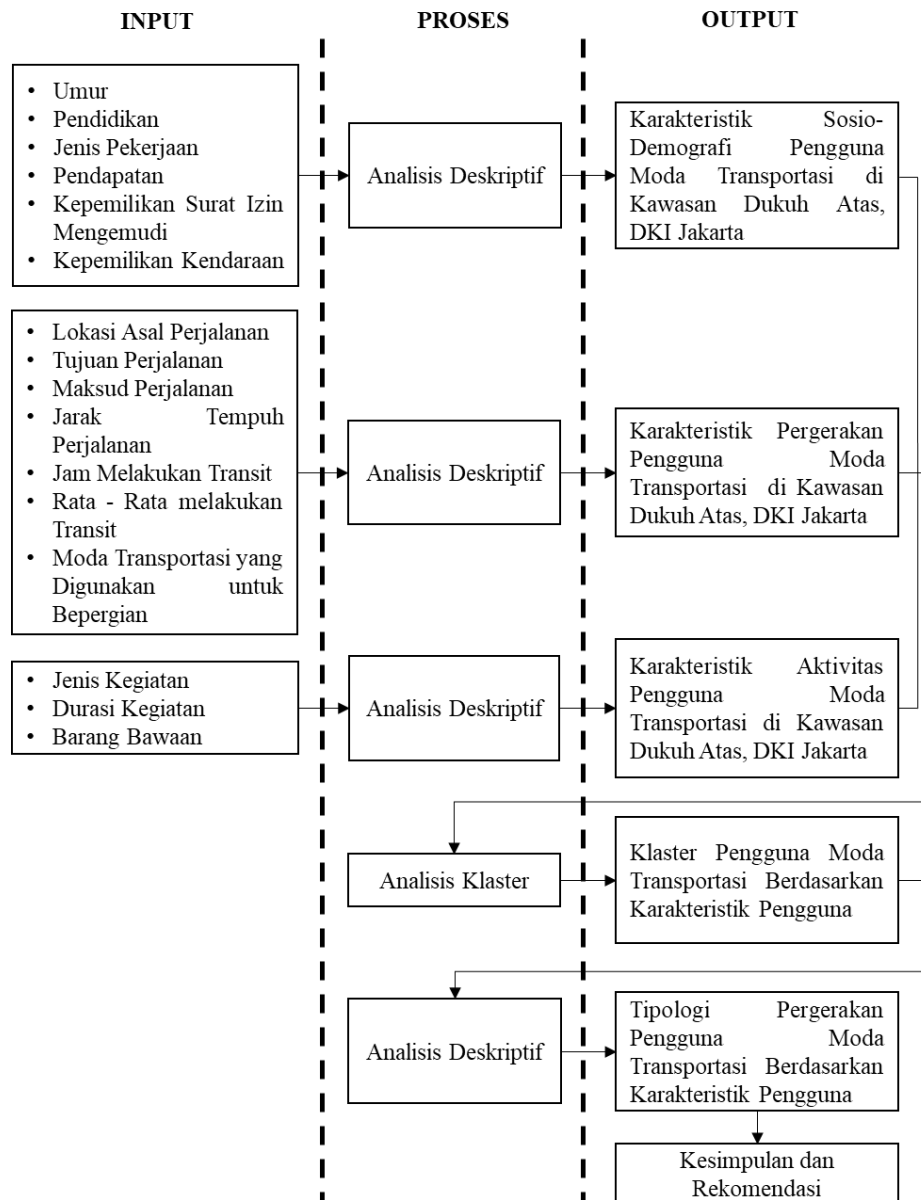 INPUT
PROSES
OUTPUT
• Umur
• Pendidikan
• Jenis Pekerjaan
• Pendapatan
• Kepemilikan Surat Izin
Mengemudi
• Kepemilikan Kendaraan
Analisis Deskriptif
Karakteristik Sosio-
Demografi Pengguna
Moda Transportasi di
Kawasan Dukuh Atas,
DKI Jakarta
• Lokasi Asal Perjalanan
• Tujuan Perjalanan
• Maksud Perjalanan
• Jarak Tempuh
Perjalanan
• Jam Melakukan Transit
• Rata - Rata melakukan
Transit
• Moda Transportasi yang
Digunakan untuk
Bepergian
Analisis Deskriptif
Karakteristik Pergerakan
Pengguna Moda
Transportasi di Kawasan
Dukuh Atas, DKI Jakarta
• Jenis Kegiatan
• Durasi Kegiatan
• Barang Bawaan
Analisis Deskriptif
Karakteristik Aktivitas
Pengguna Moda
Transportasi di Kawasan
Dukuh Atas, DKI Jakarta
Analisis Klaster
Klaster Pengguna Moda
Transportasi Berdasarkan
Karakteristik Pengguna
Analisis Deskriptif
Tipologi Pergerakan
Pengguna Moda
Transportasi Berdasarkan
Karakteristik Pengguna
Kesimpulan dan
Rekomendasi